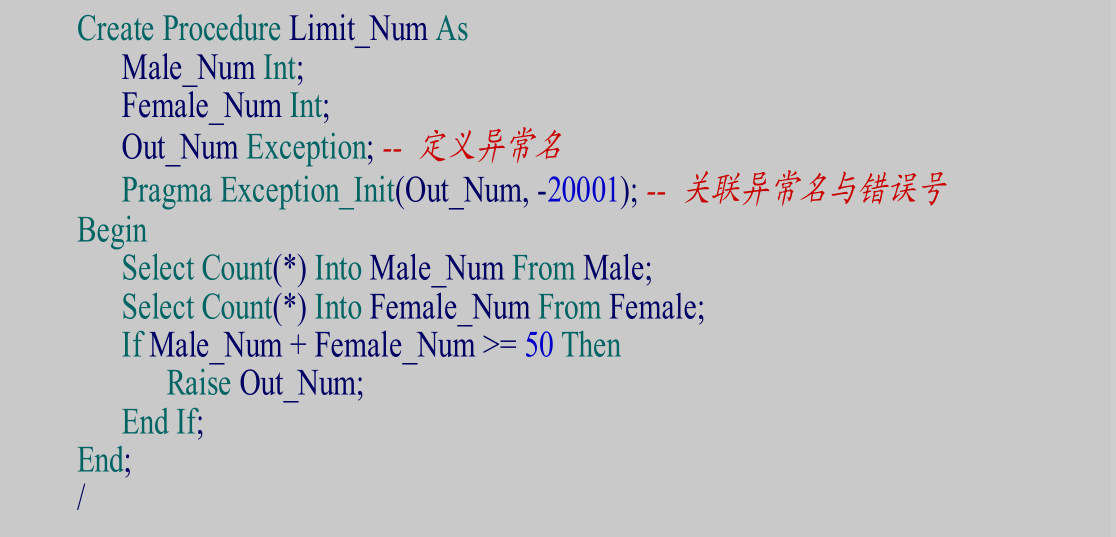 Create Procedure Limit_Num As
Male_Num Int;
Female_Num Int;
Out_Num Exception; -- 定义异常名
Pragma Exception_Init(Out_Num, -20001); -- 关联异常名与错误号
Begin
Select Count(*) Into Male_Num From Male;
Select Count(*) Into Female_Num From Female;
If Male_Num + Female_Num >= 50 Then
Raise Out_Num;
End If;
End;
/